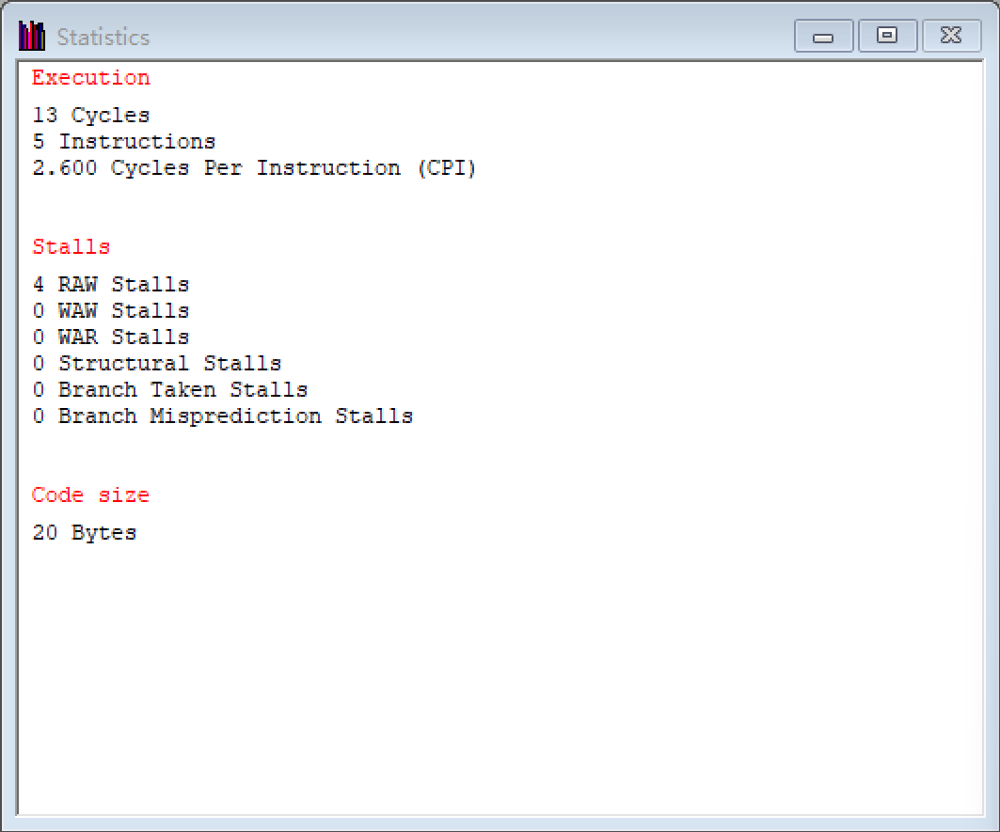 Statistics
Execution
13 Cycles
5 Instructions
2.600 Cycles Per Instruction (CPI)
Stalls
4 RAW Stalls
0 WAW Stalls
0 WAR Stalls
0 Structural Stalls
0 Branch Taken Stalls
0 Branch Misprediction Stalls
Code size
20 Bytes